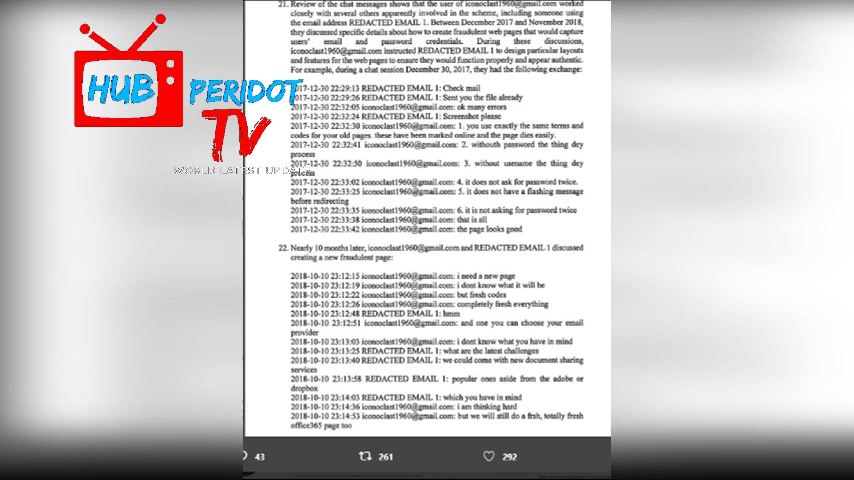 21. Review of the chat messages shows that the user of iconoclast1960@gmail.com worked
closely with several others apparently involved in the scheme, including someone using
the email address REDACTED EMAIL 1. Between December 2017 and November 2018,
they discussed specific details about how to create fraudulent web pages that would capture
users' email and password credentials. During these discussions,
iconoclast1960@gmail.com instructed REDACTED EMAIL 1 to design particular layouts
and features for the web pages to ensure they would function properly and appear authentic.
For example, during a chat session December 30, 2017, they had the following exchange:
2017-12-30 22:29:13 REDACTED EMAIL 1: Check mail
2017-12-30 22:29:26 REDACTED EMAIL 1: Sent you the file already
2017-12-30 22:32:05 iconoclast1960@gmail.com: ok many errors
2017-12-30 22:32:24 REDACTED EMAIL 1: Screenshot please
2017-12-30 22:32:30 iconoclast1960@gmail.com: 1. you use exactly the same terms and
codes for your old pages. these have been marked online and the page dies easily.
2017-12-30 22:32:41 iconoclast1960@gmail.com: 2. withouth password the thing dey
process
2017-12-30 22:32:50 iconoclast1960@gmail.com: 3. without usename the thing dey
process
2017-12-30 22:33:02 iconoclast1960@gmail.com: 4. it does not ask for password twice.
2017-12-30 22:33:25 iconoclast1960@gmail.com: 5. it does not have a flashing message
before redirecting
2017-12-30 22:33:35 iconoclast1960@gmail.com: 6. it is not asking for password twice
2017-12-30 22:33:38 iconoclast1960@gmail.com: that is all
2017-12-30 22:33:42 iconoclast1960@gmail.com: the page looks good
22. Nearly 10 months later, iconoclast1960@gmail.com and REDACTED EMAIL 1 discussed
creating a new fraudulent page:
2018-10-10 23:12:15 iconoclast1960@gmail.com: i need a new page
2018-10-10 23:12:19 iconoclast1960@gmail.com: i dont know what it will be
2018-10-10 23:12:22 iconoclast1960@gmail.com: but fresh codes
2018-10-10 23:12:26 iconoclast1960@gmail.com: completely fresh everything
2018-10-10 23:12:48 REDACTED EMAIL 1: hmm
2018-10-10 23:12:51 iconoclast1960@gmail.com: and one you can choose your email
provider
2018-10-10 23:13:03 iconoclast1960@gmail.com: i dont know what you have in mind
2018-10-10 23:13:25 REDACTED EMAIL 1: what are the latest challenges
2018-10-10 23:13:40 REDACTED EMAIL 1: we could come with new document sharing
services
2018-10-10 23:13:58 REDACTED EMAIL 1: popular ones aside from the adobe or
dropbox
2018-10-10 23:14:03 REDACTED EMAIL 1: which you have in mind
2018-10-10 23:14:36 iconoclast1960@gmail.com: i am thinking hard
2018-10-10 23:14:53 iconoclast1960@gmail.com: but we will still do a frsh, totally fresh
office365 page too
43 261 292
HUB PERIDOT
TV
WORLD LATEST UPDATE